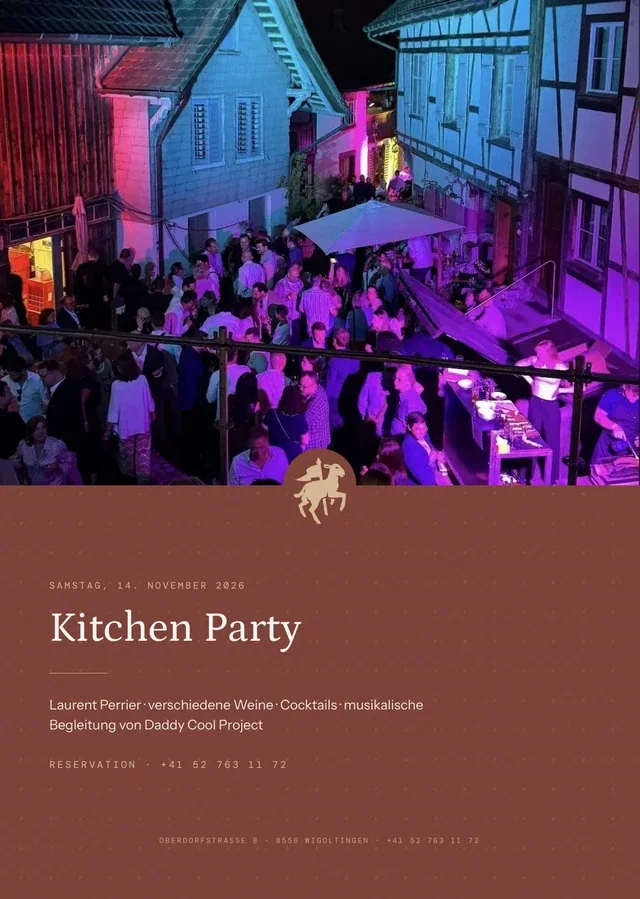 SAMSTAG, 14. NOVEMBER 2026
Kitchen Party
Laurent Perrier · verschiedene Weine · Cocktails · musikalische
Begleitung von Daddy Cool Project
RESERVATION · +41 52 763 11 72
OBERDORFSTRASSE 8 · 8556 WIGOLTINGEN · +41 52 763 11 72